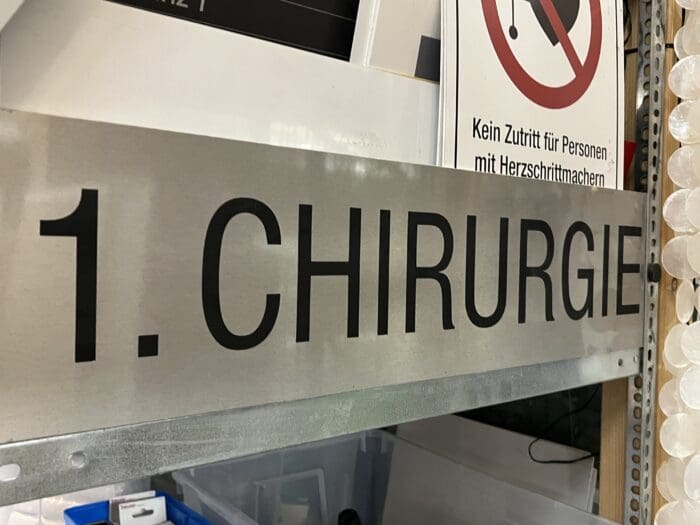 Kein Zutritt für Personen
mit Herzschrittmachern
1. CHIRURGIE